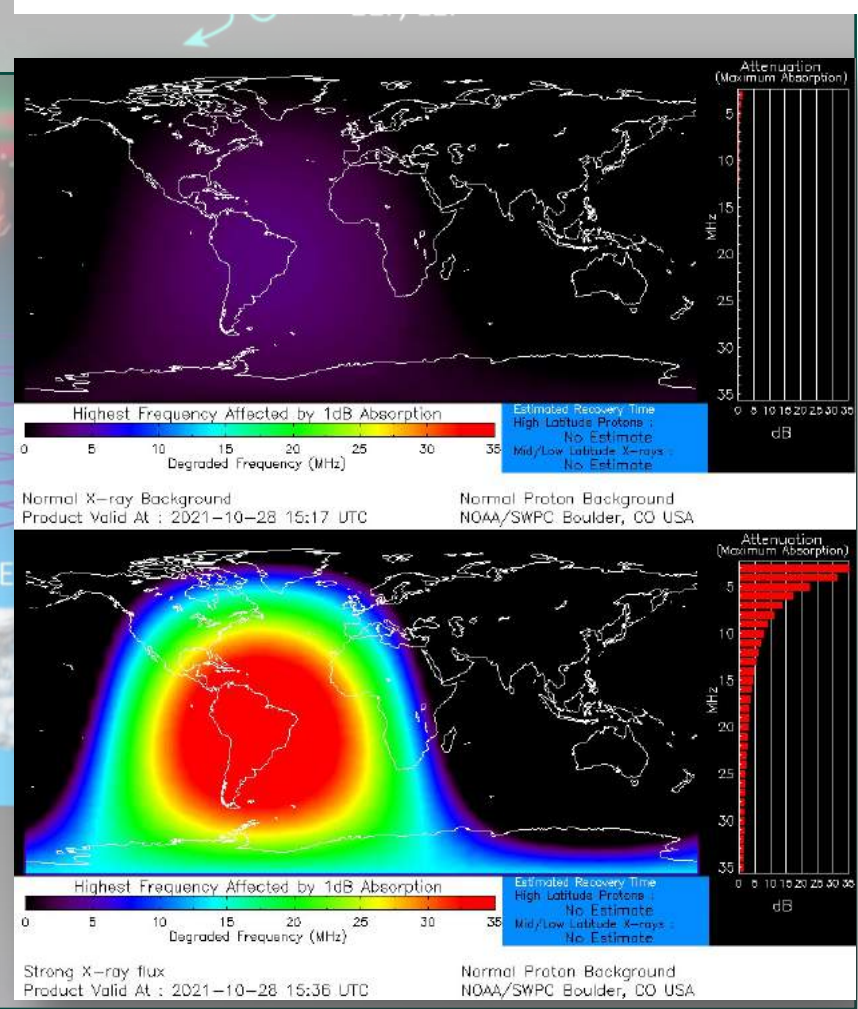 Attenuation
(Maximum Absorption)
5
10
15
20
25
30
35
MHz
0 5 10 15 20 25 30 35
dB
Highest Frequency Affected by 1dB Absorption
0 5 10 15 20 25 30 35
Degraded Frequency (MHz)
Estimated Recovery Time
High Latitude Protons :
No Estimate
Mid/Low Latitude X-rays :
No Estimate
Normal X-ray Background
Product Valid At : 2021-10-28 15:17 UTC
Normal Proton Background
NOAA/SWPC Boulder, CO USA
Attenuation
(Maximum Absorption)
5
10
15
20
25
30
35
MHz
0 5 10 15 20 25 30 35
dB
Highest Frequency Affected by 1dB Absorption
0 5 10 15 20 25 30 35
Degraded Frequency (MHz)
Estimated Recovery Time
High Latitude Protons :
No Estimate
Mid/Low Latitude X-rays :
No Estimate
Strong X-ray flux
Product Valid At : 2021-10-28 15:36 UTC
Normal Proton Background
NOAA/SWPC Boulder, CO USA